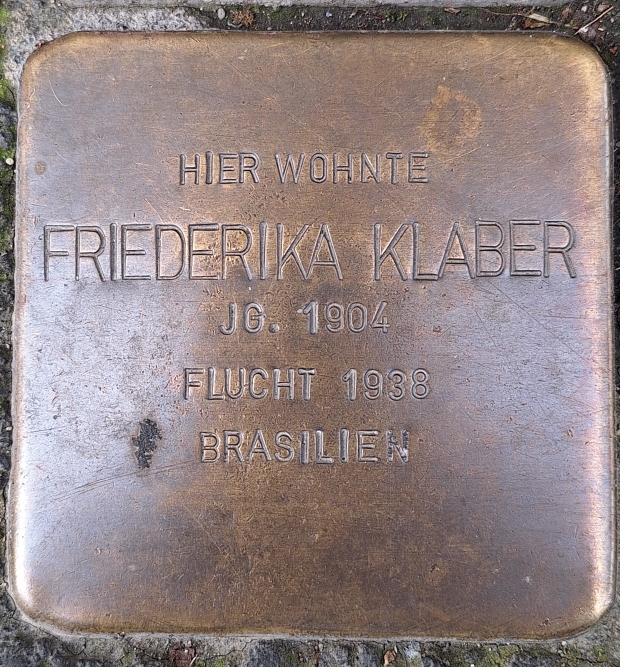 HIER WOHNTE
FRIEDERIKA KLABER
JG. 1904
FLUCHT 1938
BRASILIEN